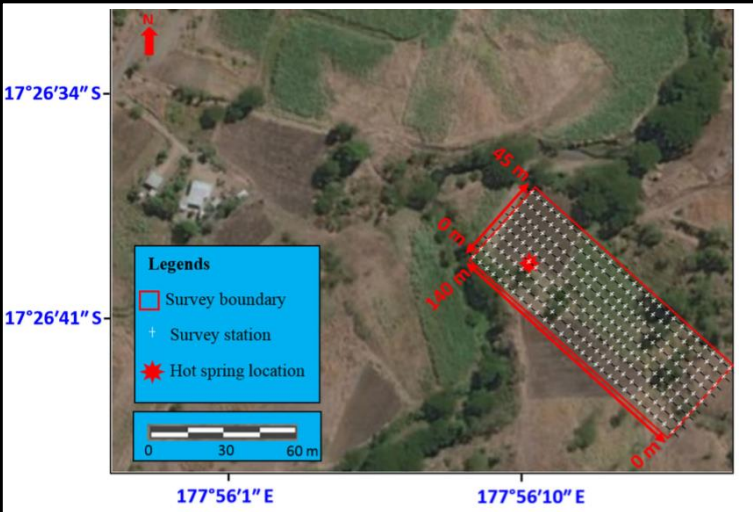 N
17°26′34″ S
17°26′41″ S
45 m
0 m
140 m
0 m
Legends
Survey boundary
Survey station
Hot spring location
0 30 60 m
177°56′1″ E 177°56′10″ E